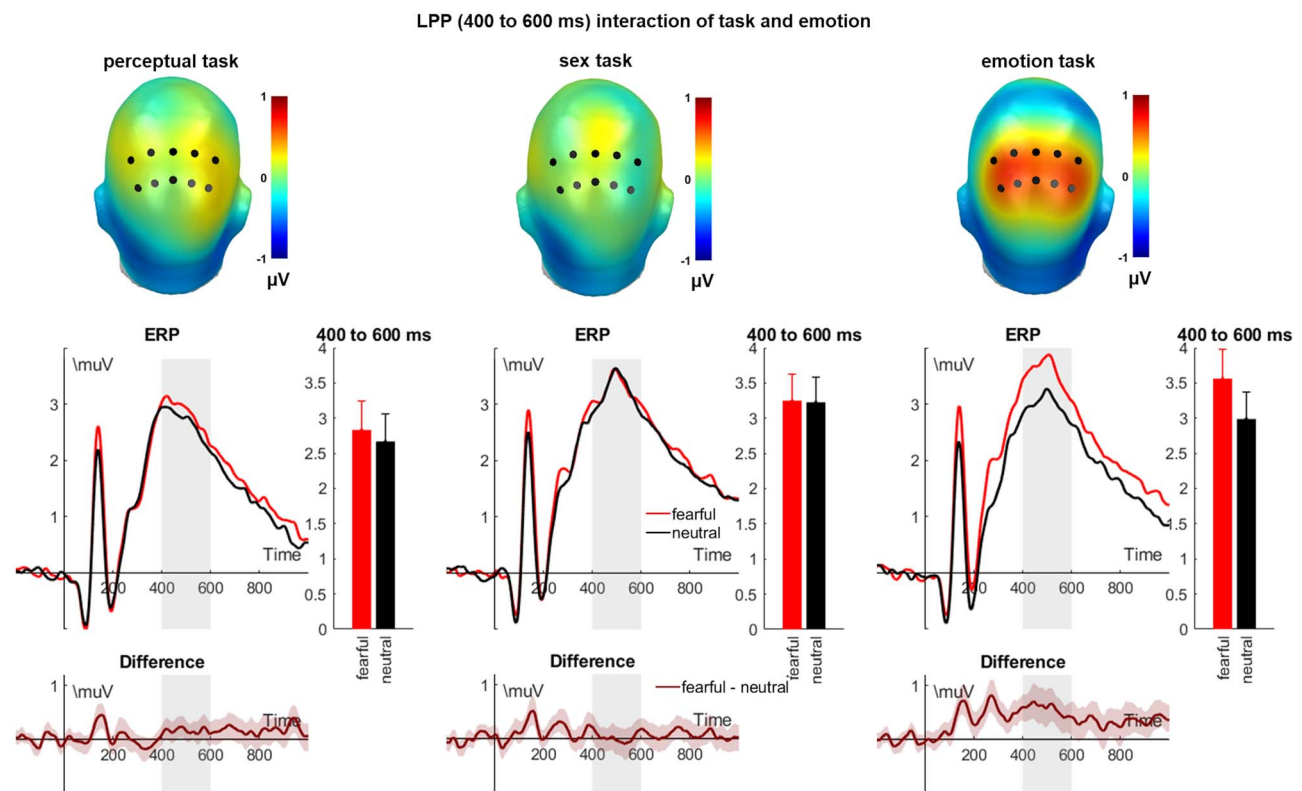 LPP (400 to 600 ms) interaction of task and emotion
perceptual task
sex task
emotion task
1
0
-1
µV
1
0
-1
µV
1
0
-1
µV
ERP
400 to 600 ms
ERP
400 to 600 ms
ERP
400 to 600 ms
\muV
3
2
1
Time
200
400
600
800
4
3.5
3
2.5
2
1.5
1
0.5
0
fearful
neutral
\muV
3
2
1
fearful
neutral
Time
200
400
600
800
4
3.5
3
2.5
2
1.5
1
0.5
0
fearful
neutral
\muV
3
2
1
Time
200
400
600
800
4
3.5
3
2.5
2
1.5
1
0.5
0
fearful
neutral
Difference
\muV
1
Time
200
400
600
800
Difference
\muV
1
fearful - neutral
Time
200
400
600
800
Difference
\muV
1
Time
200
400
600
800